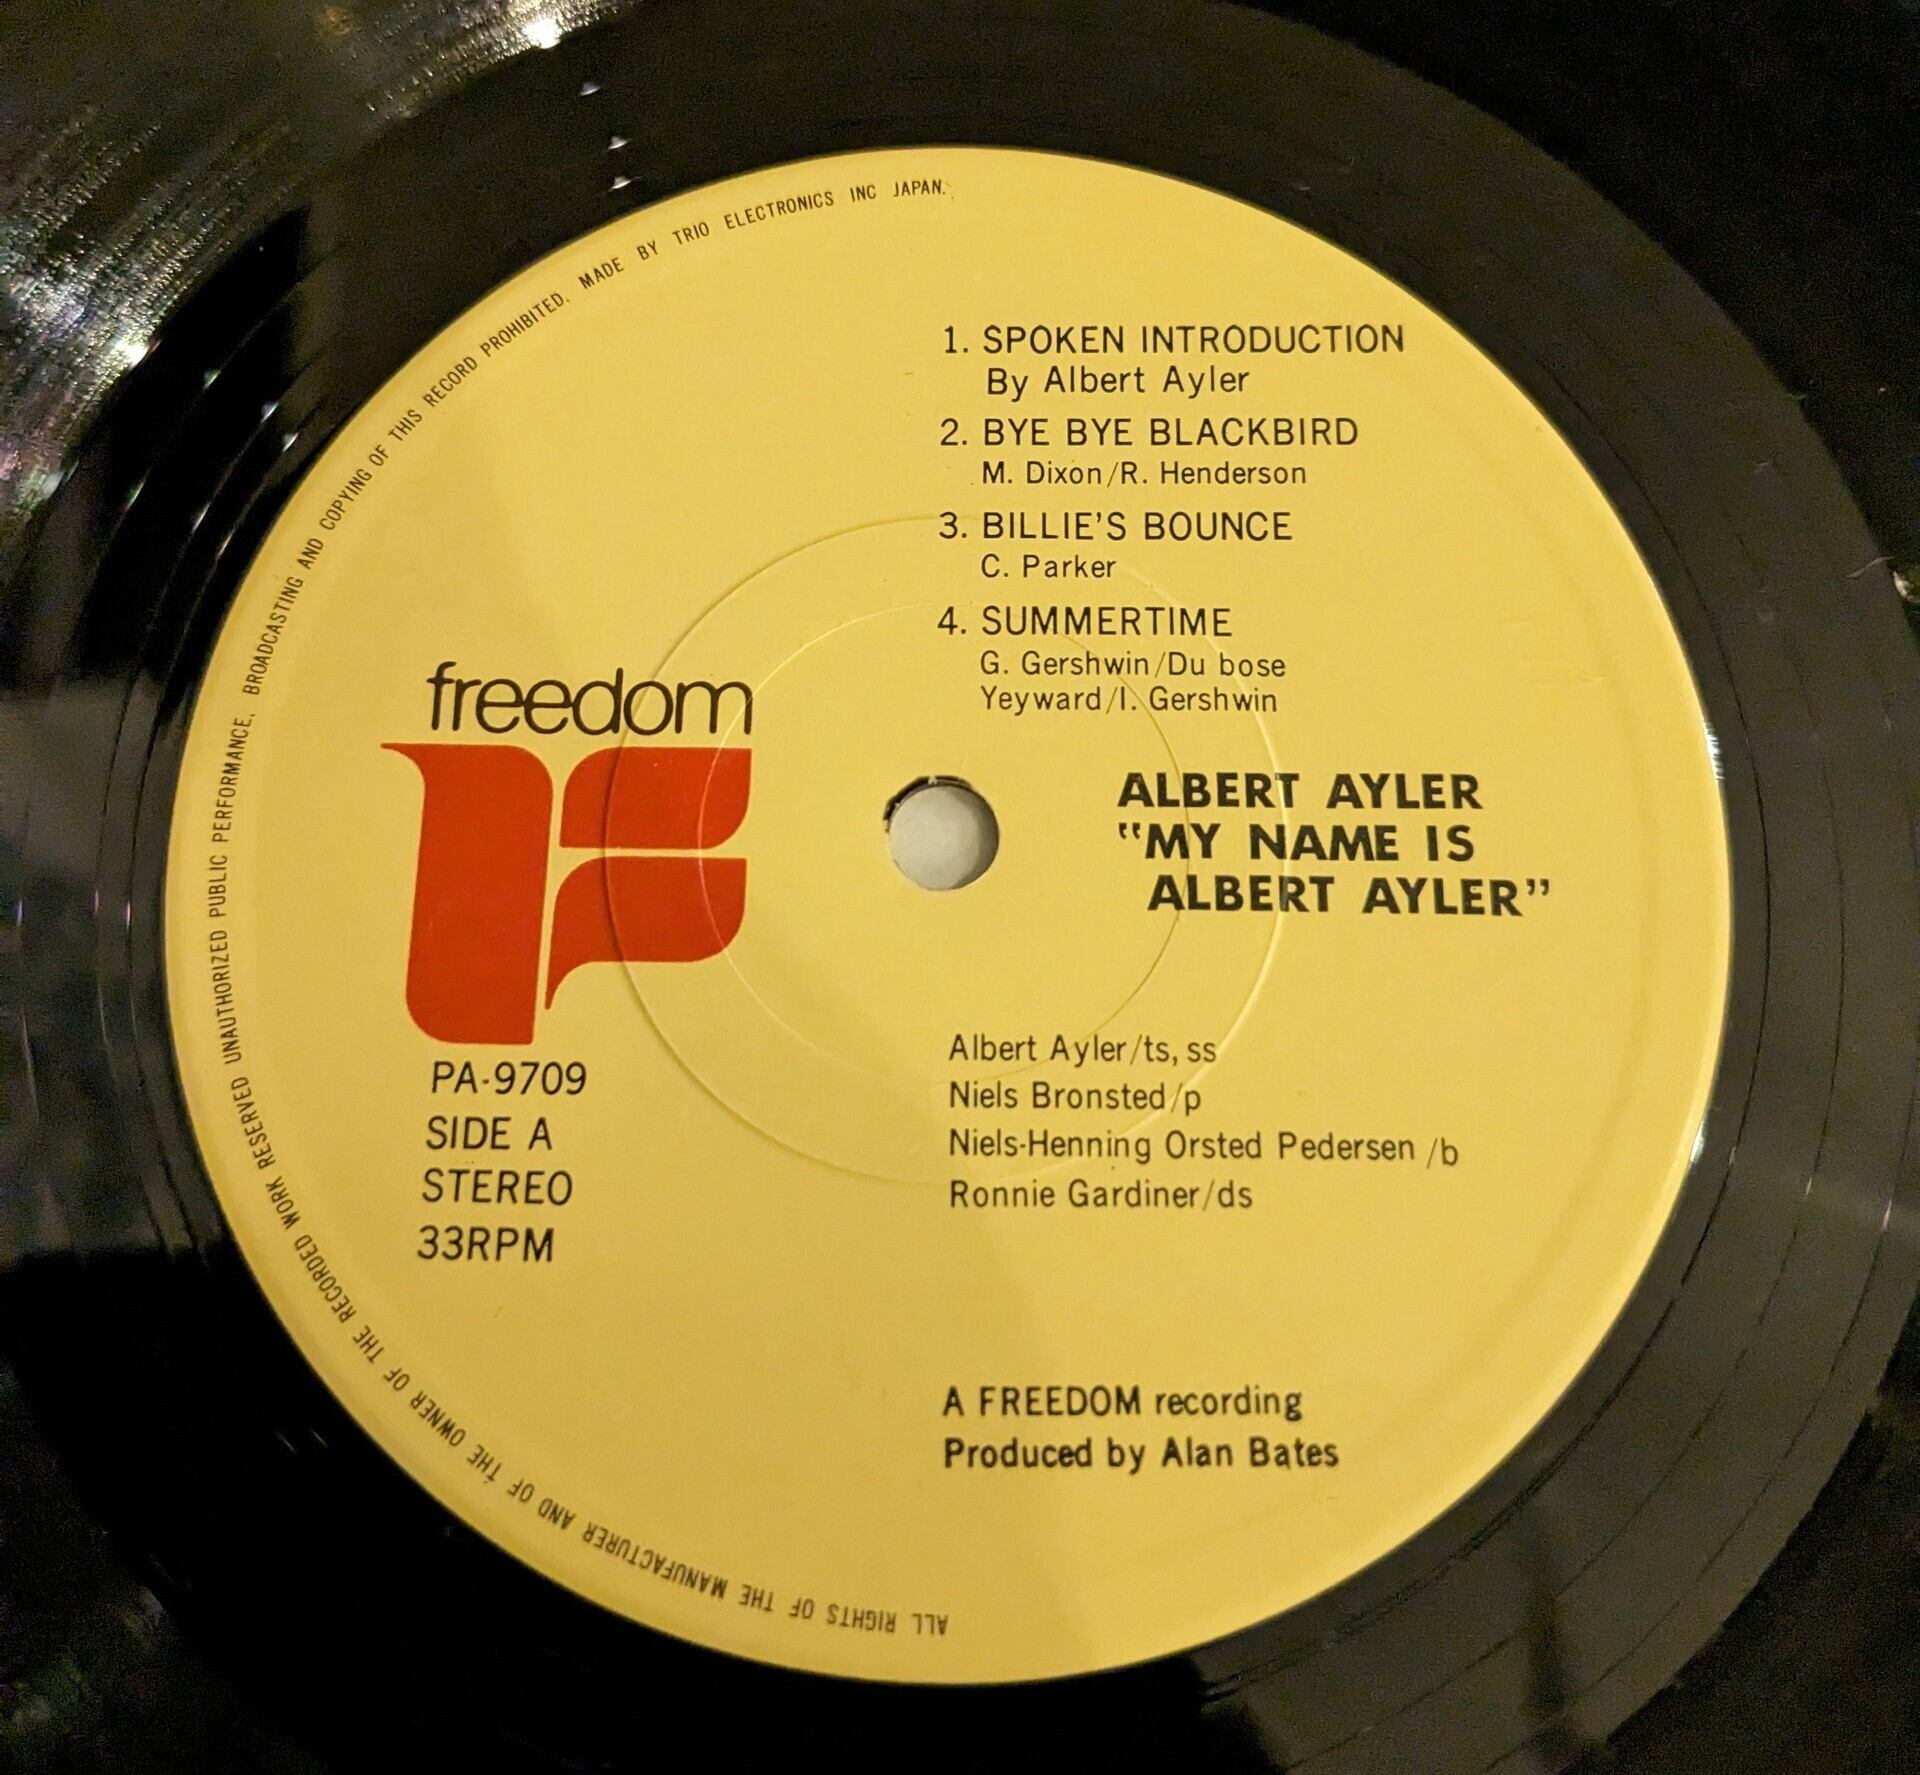 ALL RIGHTS OF THE MANUFACTURER AND OF THE OWNER OF THE RECORDED WORK RESERVED UNAUTHORIZED PUBLIC PERFORMANCE, BROADCASTING AND COPYING OF THIS RECORD PROHIBITED. MADE BY TRIO ELECTRONICS INC JAPAN.
1. SPOKEN INTRODUCTION
By Albert Ayler
2. BYE BYE BLACKBIRD
M. Dixon/R. Henderson
3. BILLIE'S BOUNCE
C. Parker
4. SUMMERTIME
G. Gershwin/Du bose
Yeyward/I. Gershwin
freedom
ALBERT AYLER
"MY NAME IS
ALBERT AYLER"
PA-9709
SIDE A
STEREO
33RPM
Albert Ayler/ts, ss
Niels Bronsted/p
Niels-Henning Orsted Pedersen /b
Ronnie Gardiner/ds
A FREEDOM recording
Produced by Alan Bates